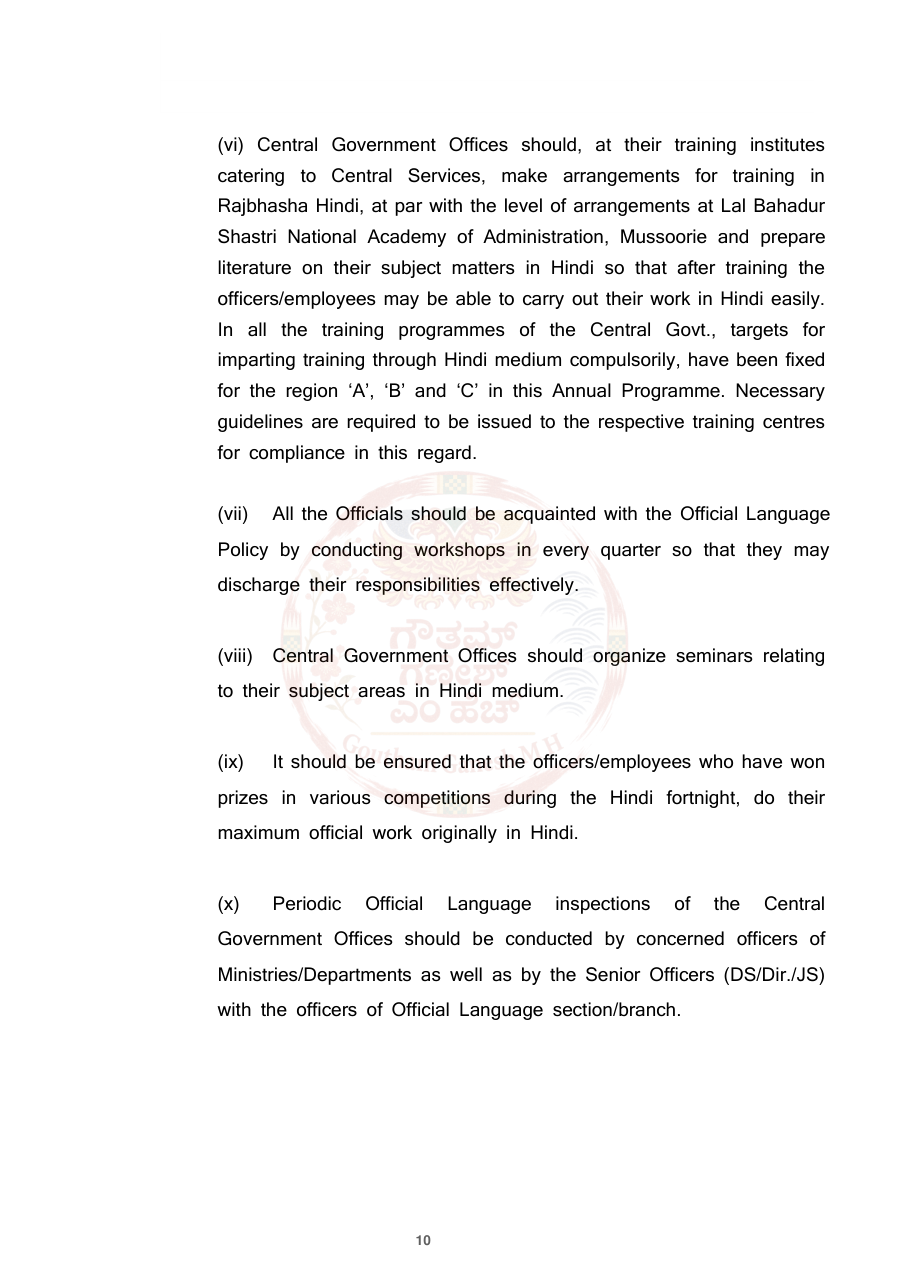 (vi) Central Government Offices should, at their training institutes
catering to Central Services, make arrangements for training in
Rajbhasha Hindi, at par with the level of arrangements at Lal Bahadur
Shastri National Academy of Administration, Mussoorie and prepare
literature on their subject matters in Hindi so that after training the
officers/employees may be able to carry out their work in Hindi easily.
In all the training programmes of the Central Govt., targets for
imparting training through Hindi medium compulsorily, have been fixed
for the region ‘A’, ‘B’ and ‘C’ in this Annual Programme. Necessary
guidelines are required to be issued to the respective training centres
for compliance in this regard.
(vii) All the Officials should be acquainted with the Official Language
Policy by conducting workshops in every quarter so that they may
discharge their responsibilities effectively.
ಗೌತಮ್
(viii) Central Government Offices should organize seminars relating
ಗಣೇಶ್
to their subject areas in Hindi medium.
ಎಂ ಹೆಚ್
Goutham Ganesh M H
(ix) It should be ensured that the officers/employees who have won
prizes in various competitions during the Hindi fortnight, do their
maximum official work originally in Hindi.
(x) Periodic Official Language inspections of the Central
Government Offices should be conducted by concerned officers of
Ministries/Departments as well as by the Senior Officers (DS/Dir./JS)
with the officers of Official Language section/branch.
10